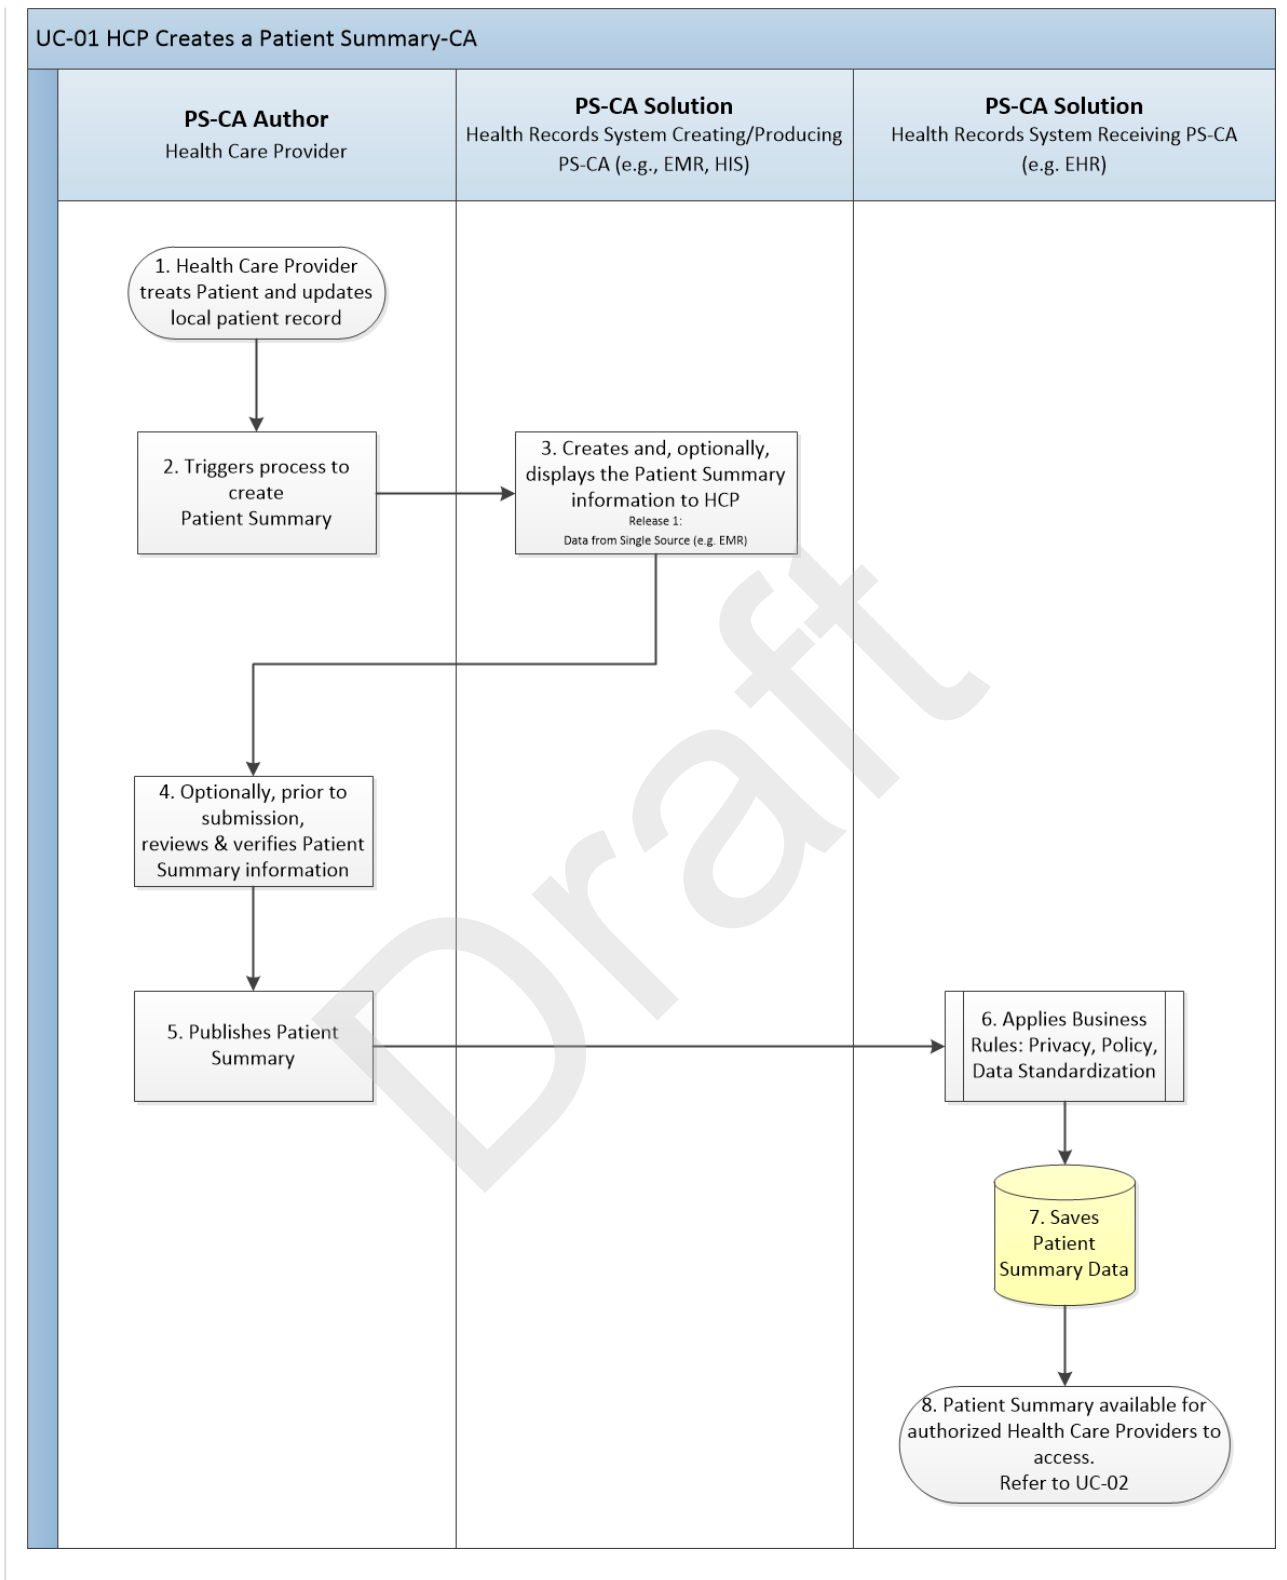 UC-01 HCP Creates a Patient Summary-CA
PS-CA Author
Health Care Provider
PS-CA Solution
Health Records System Creating/Producing
PS-CA (e.g., EMR, HIS)
PS-CA Solution
Health Records System Receiving PS-CA
(e.g. EHR)
1. Health Care Provider
treats Patient and updates
local patient record
2. Triggers process to
create
Patient Summary
3. Creates and, optionally,
displays the Patient Summary
information to HCP
Release 1:
Data from Single Source (e.g. EMR)
4. Optionally, prior to
submission,
reviews & verifies Patient
Summary information
5. Publishes Patient
Summary
6. Applies Business
Rules: Privacy, Policy,
Data Standardization
7. Saves
Patient
Summary Data
8. Patient Summary available for
authorized Health Care Providers to
access.
Refer to UC-02
Draft